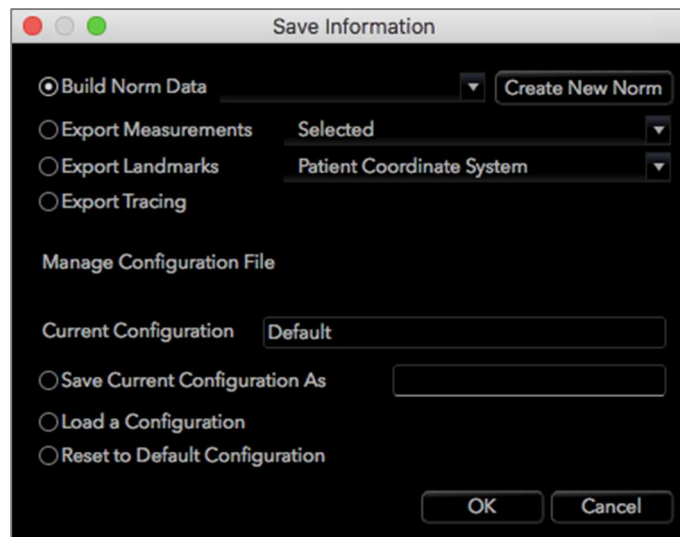 Save Information
Build Norm Data Create New Norm
Export Measurements Selected
Export Landmarks Patient Coordinate System
Export Tracing
Manage Configuration File
Current Configuration Default
Save Current Configuration As
Load a Configuration
Reset to Default Configuration
OK Cancel